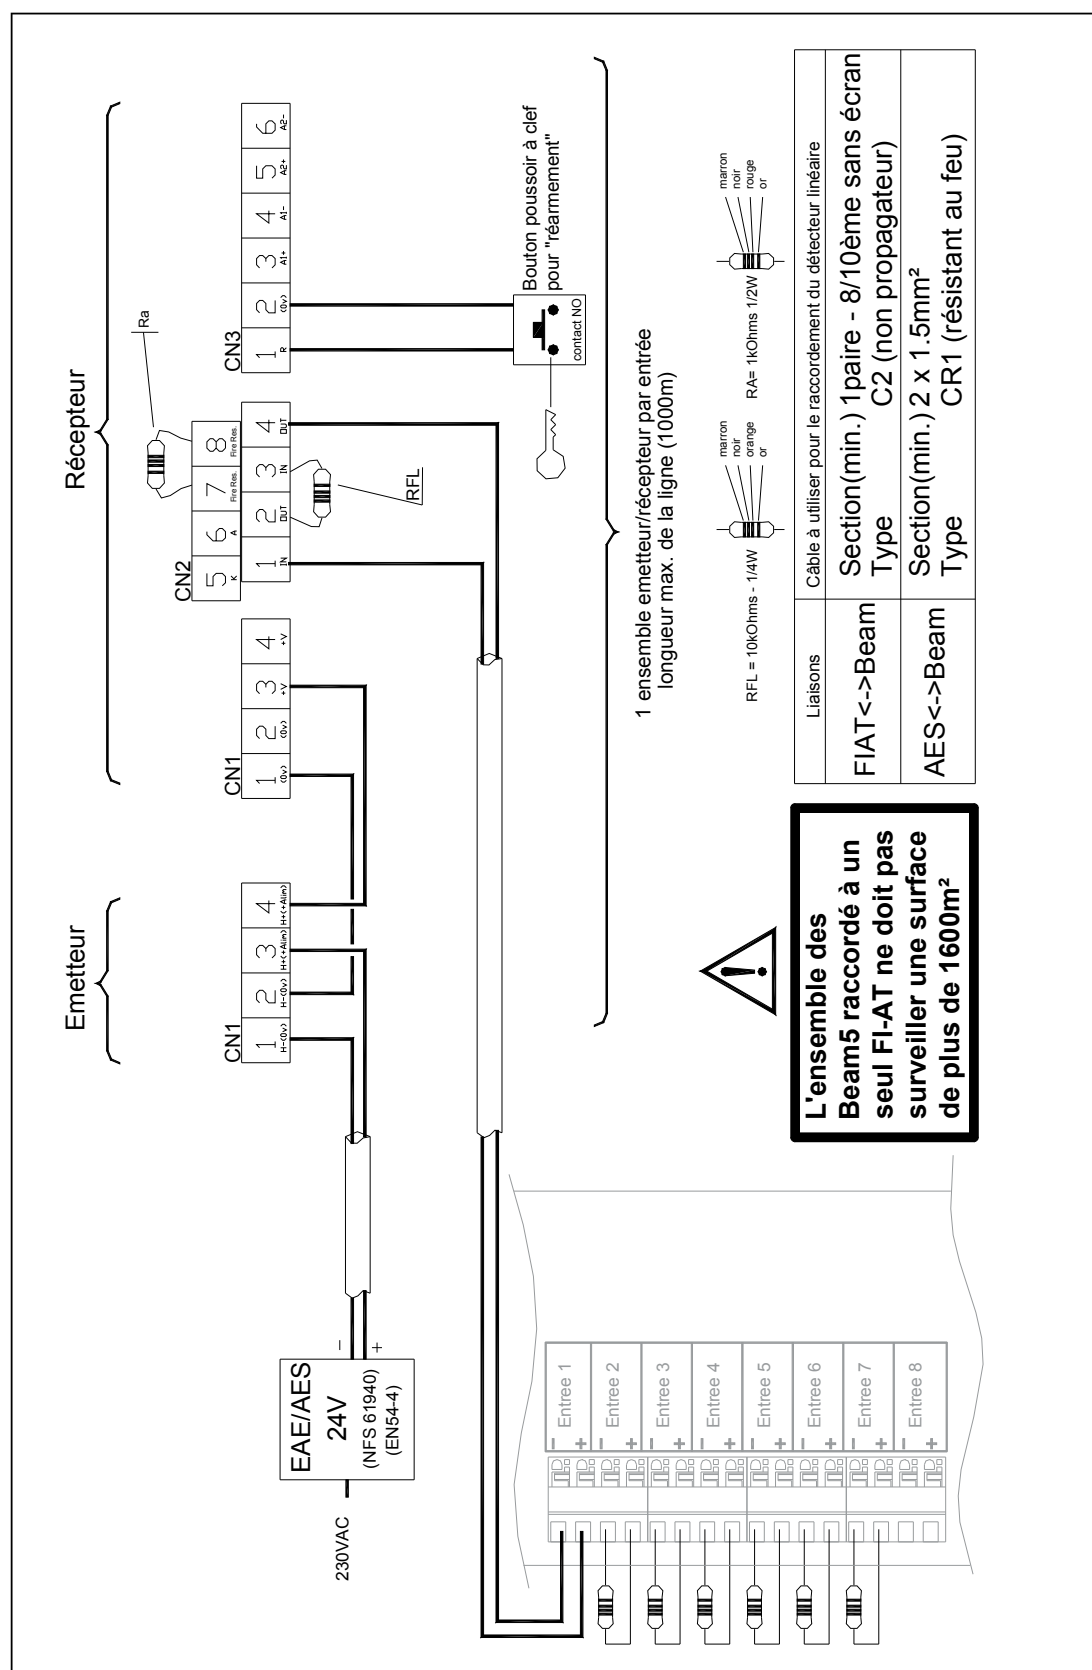 Emetteur
Récepteur
CN1
1 2 3 4
H-(0v) H-(0v) H+(+Alim) H+(+Alim)
CN1
1 2 3 4
(0v) (0v) +V +V
CN2
5 6 7 8
K A Fire Res. Fire Res.
1 2 3 4
IN OUT IN OUT
Ra
RFL
CN3
1 2 3 4 5 6
R (0v) A1+ A1- A2+ A2-
Bouton poussoir à clef
pour "réarmement"
contact NO
230VAC
EAE/AES
24V
(NFS 61940)
(EN54-4)
-
+
1 ensemble emetteur/récepteur par entrée
longueur max. de la ligne (1000m)
RFL = 10kOhms - 1/4W
marron
noir
orange
or
RA= 1kOhms 1/2W
marron
noir
rouge
or
- + Entree 1
- + Entree 2
- + Entree 3
- + Entree 4
- + Entree 5
- + Entree 6
- + Entree 7
- + Entree 8
L'ensemble des
Beam5 raccordé à un
seul FI-AT ne doit pas
surveiller une surface
de plus de 1600m²
Liaisons Câble à utiliser pour le raccordement du détecteur linéaire
FIAT<->Beam Section(min.) 1paire - 8/10ème sans écran
Type C2 (non propagateur)
AES<->Beam Section(min.) 2 x 1.5mm²
Type CR1 (résistant au feu)